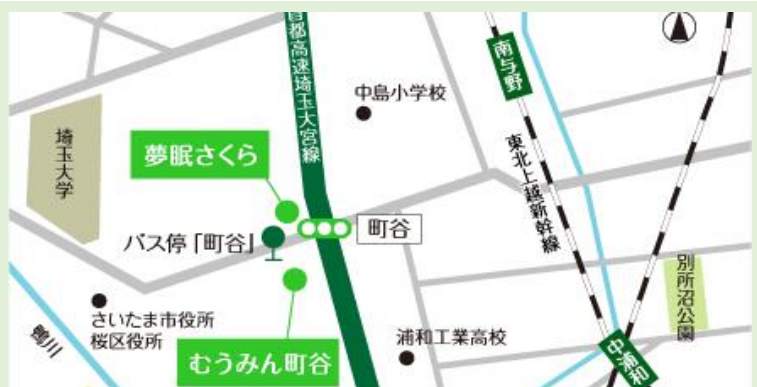 首都高速埼玉大宮線
南与野
中島小学校
埼玉大学
夢眠さくら
東北上越新幹線
バス停「町谷」
町谷
別所沼公園
さいたま市役所
桜区役所
鴨川
浦和工業高校
中浦和
むうみん町谷